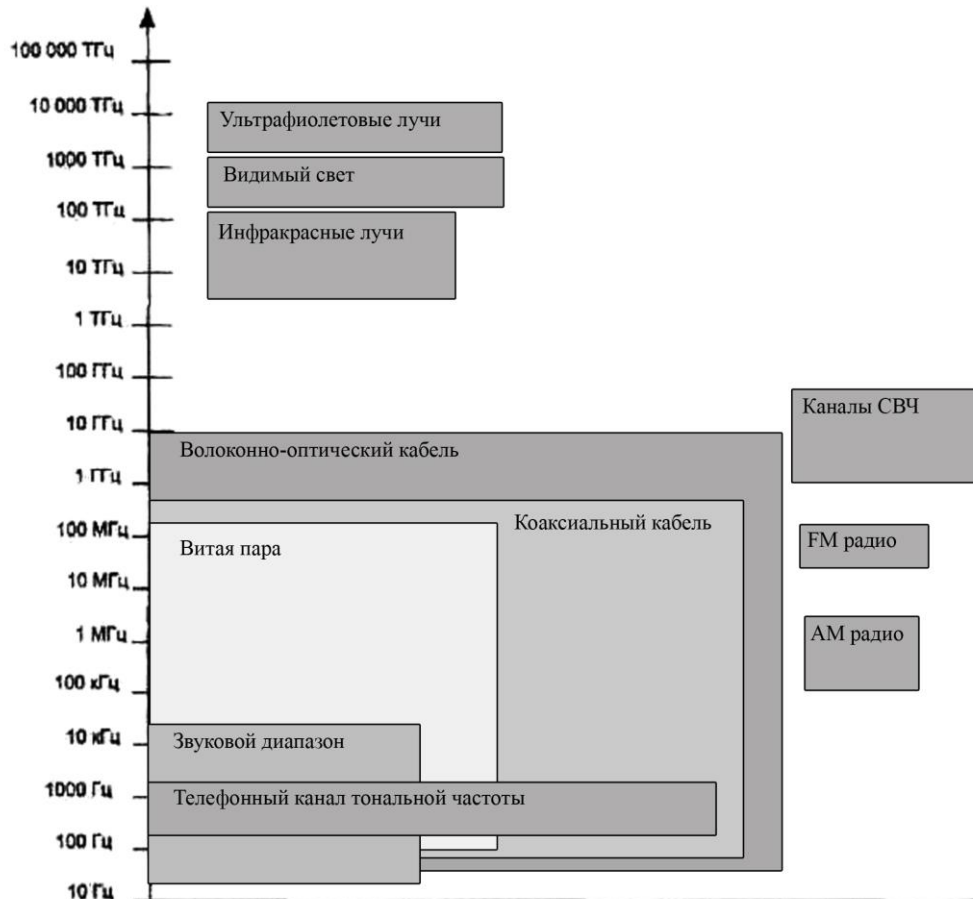 100 000 ТГц
10 000 ТГц
Ультрафиолетовые лучи
1000 ТГц
Видимый свет
100 ТГц
Инфракрасные лучи
10 ТГц
1 ТГц
100 ГГц
Каналы СВЧ
10 ГГц
Волоконно-оптический кабель
1 ГГц
Коаксиальный кабель
100 МГц
FM радио
Витая пара
10 МГц
1 МГц
АМ радио
100 кГц
10 кГц
Звуковой диапазон
1000 Гц
Телефонный канал тональной частоты
100 Гц
10 Гц